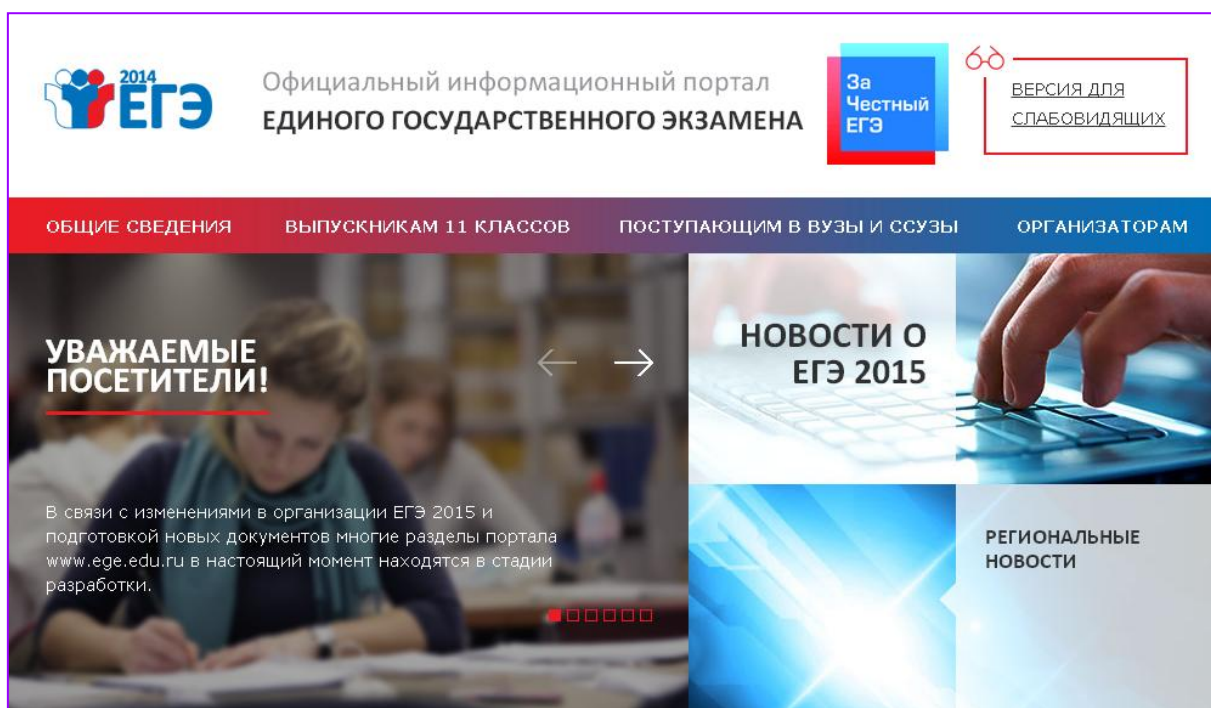 2014
ЕГЭ
Официальный информационный портал
ЕДИНОГО ГОСУДАРСТВЕННОГО ЭКЗАМЕНА
За
Честный
ЕГЭ
ВЕРСИЯ ДЛЯ
СЛАБОВИДЯЩИХ
ОБЩИЕ СВЕДЕНИЯ
ВЫПУСКНИКАМ 11 КЛАССОВ
ПОСТУПАЮЩИМ В ВУЗЫ И ССУЗЫ
ОРГАНИЗАТОРАМ
УВАЖАЕМЫЕ
ПОСЕТИТЕЛИ!
В связи с изменениями в организации ЕГЭ 2015 и
подготовкой новых документов многие разделы портала
www.ege.edu.ru в настоящий момент находятся в стадии
разработки.
НОВОСТИ О
ЕГЭ 2015
РЕГИОНАЛЬНЫЕ
НОВОСТИ